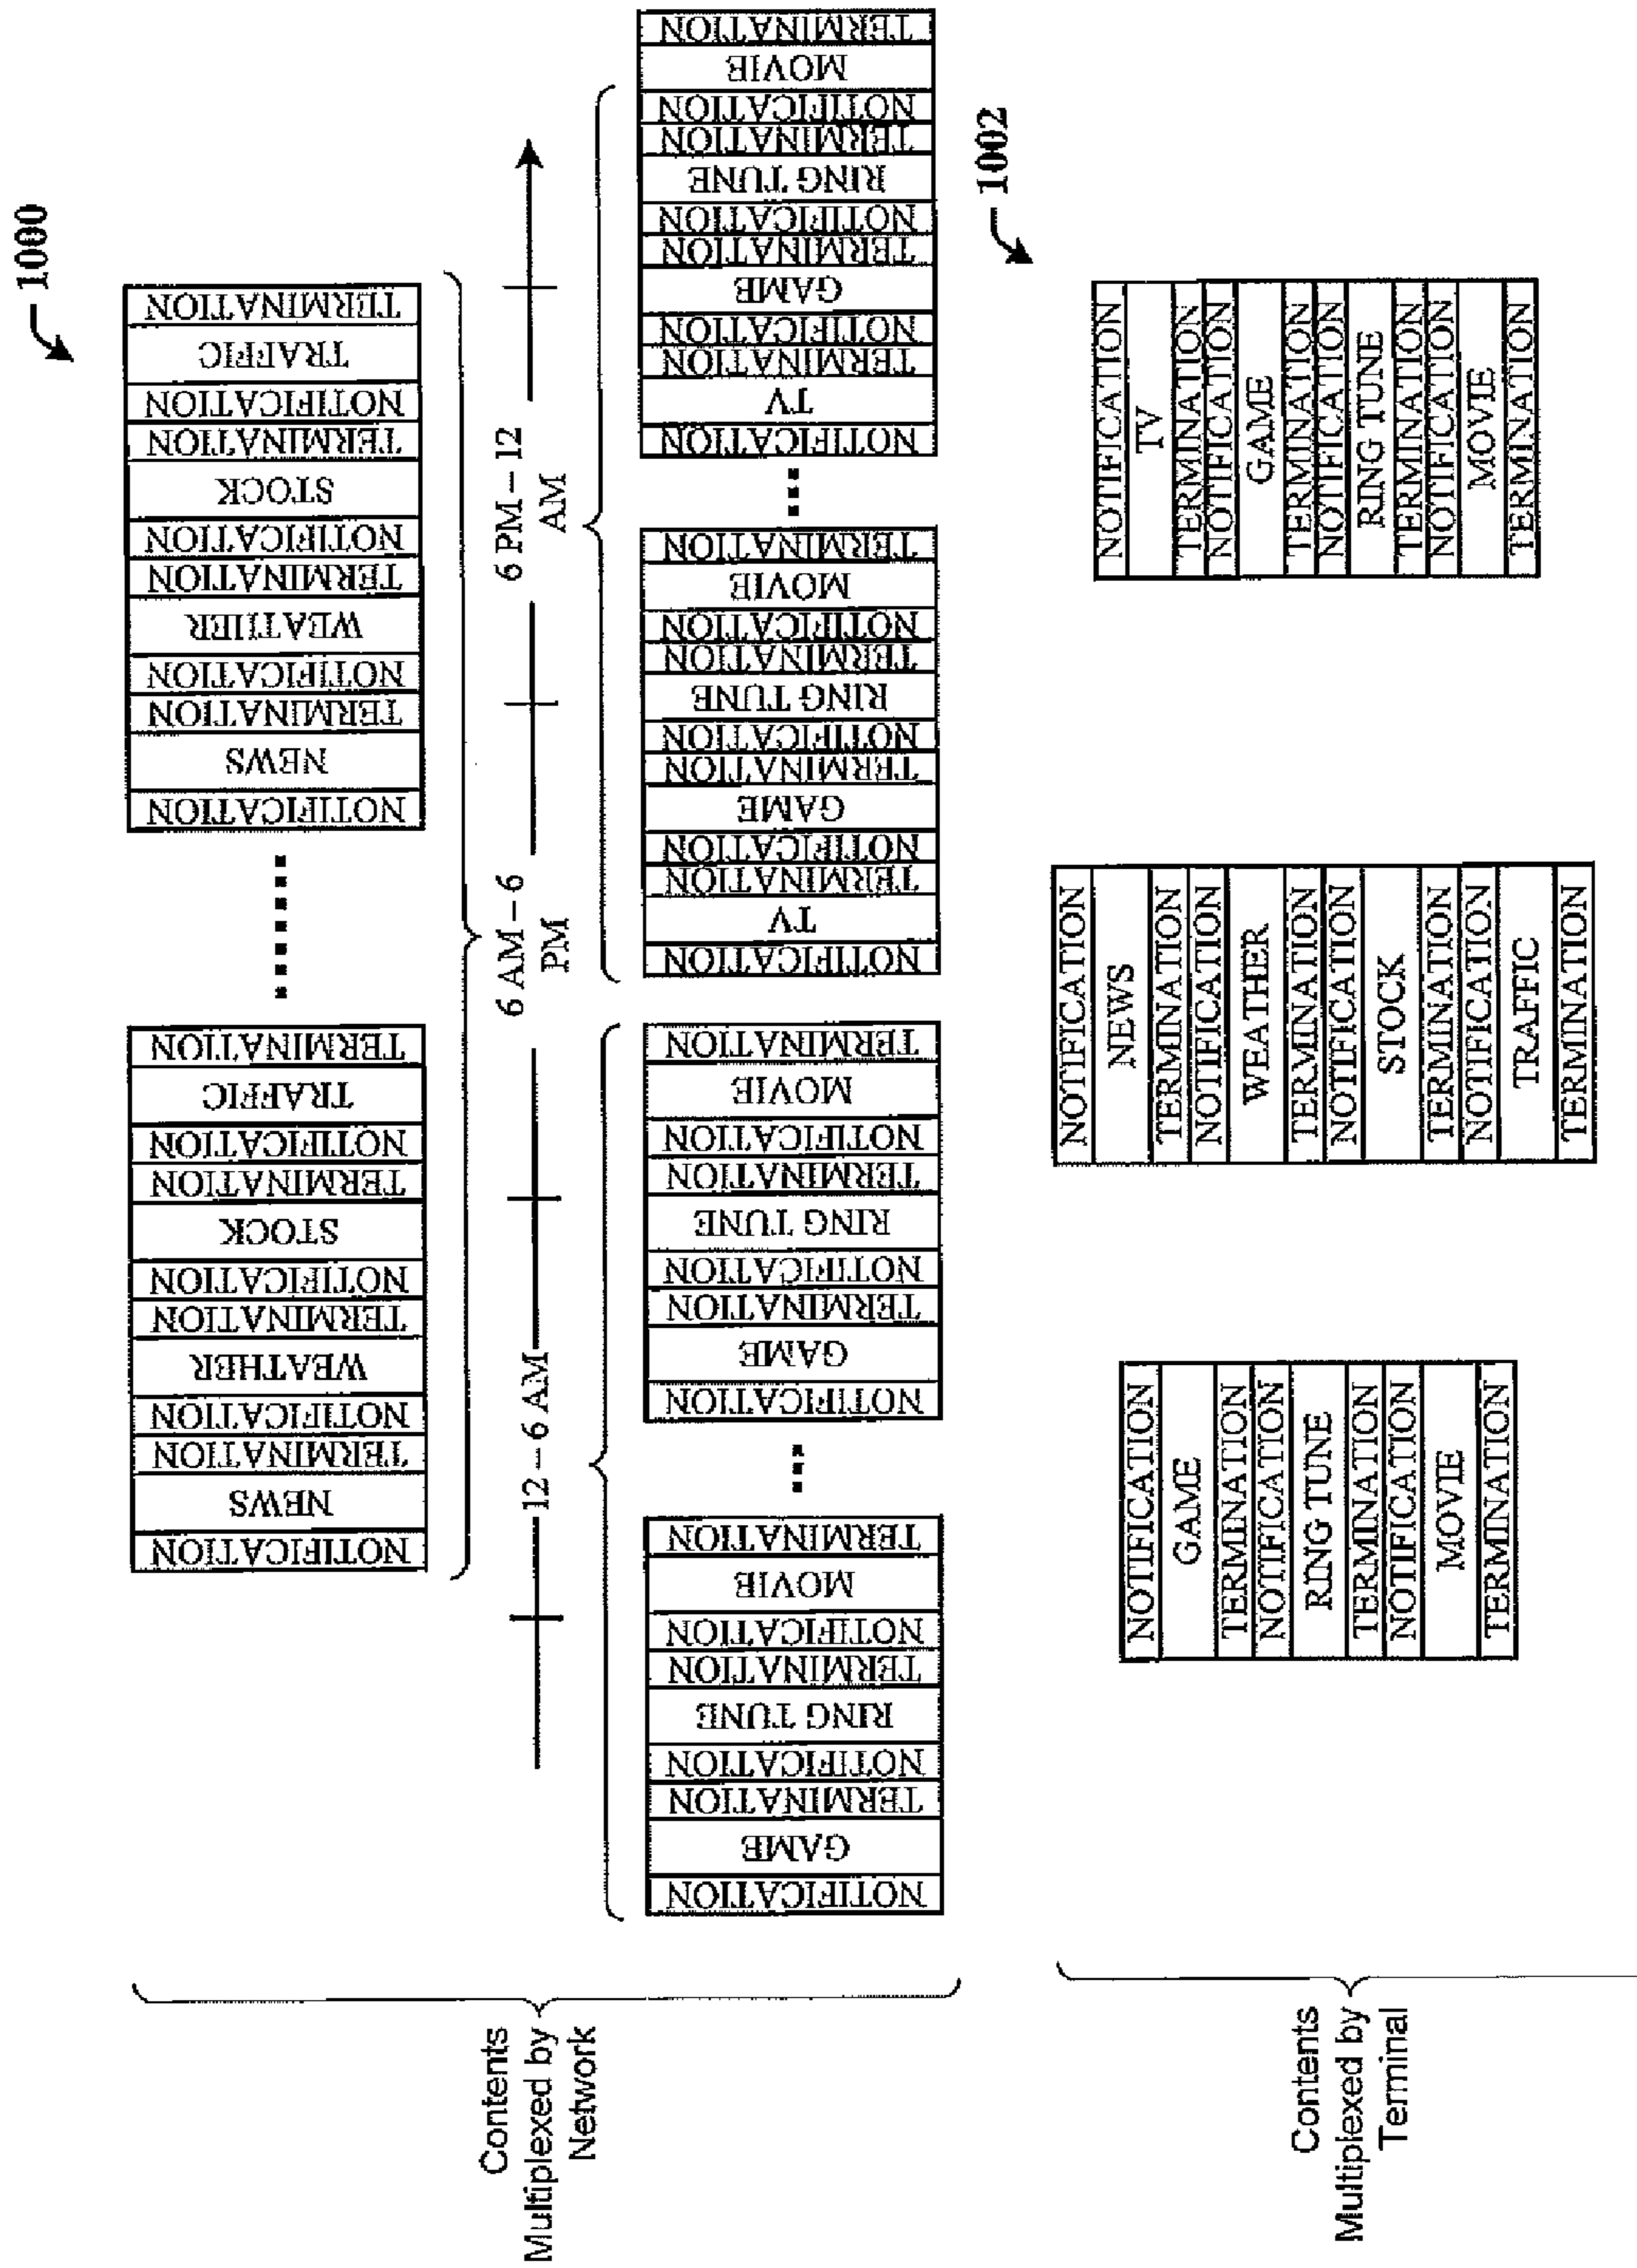 1000
NOTIFICATION
NEWS
TERMINATION
NOTIFICATION
WEATHER
TERMINATION
NOTIFICATION
STOCK
TERMINATION
NOTIFICATION
TRAFFIC
TERMINATION
NOTIFICATION
NEWS
TERMINATION
NOTIFICATION
WEATHER
TERMINATION
NOTIFICATION
STOCK
TERMINATION
NOTIFICATION
TRAFFIC
TERMINATION
Contents
Multiplexed by
Network
12 – 6 AM
6 AM – 6
PM
6 PM – 12
AM
NOTIFICATION
GAME
TERMINATION
NOTIFICATION
RING TUNE
TERMINATION
NOTIFICATION
MOVIE
TERMINATION
NOTIFICATION
GAME
TERMINATION
NOTIFICATION
RING TUNE
TERMINATION
NOTIFICATION
MOVIE
TERMINATION
NOTIFICATION
TV
TERMINATION
NOTIFICATION
GAME
TERMINATION
NOTIFICATION
RING TUNE
TERMINATION
NOTIFICATION
MOVIE
TERMINATION
NOTIFICATION
TV
TERMINATION
NOTIFICATION
GAME
TERMINATION
NOTIFICATION
RING TUNE
TERMINATION
NOTIFICATION
MOVIE
TERMINATION
1002
Contents
Multiplexed by
Terminal
NOTIFICATION
GAME
TERMINATION
NOTIFICATION
RING TUNE
TERMINATION
NOTIFICATION
MOVIE
TERMINATION
NOTIFICATION
NEWS
TERMINATION
NOTIFICATION
WEATHER
TERMINATION
NOTIFICATION
STOCK
TERMINATION
NOTIFICATION
TRAFFIC
TERMINATION
NOTIFICATION
TV
TERMINATION
NOTIFICATION
GAME
TERMINATION
NOTIFICATION
RING TUNE
TERMINATION
NOTIFICATION
MOVIE
TERMINATION